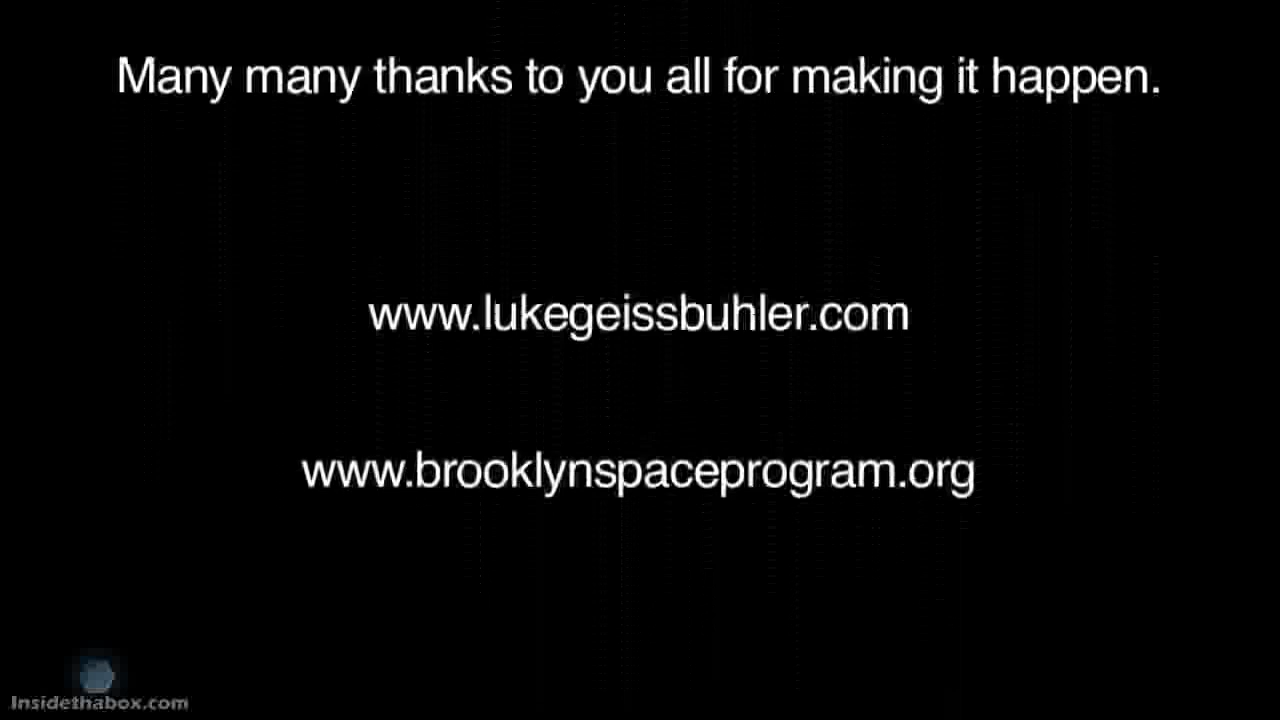 Many many thanks to you all for making it happen.
www.lukegeissbuhler.com
www.brooklynspaceprogram.org
Insidethabox.com